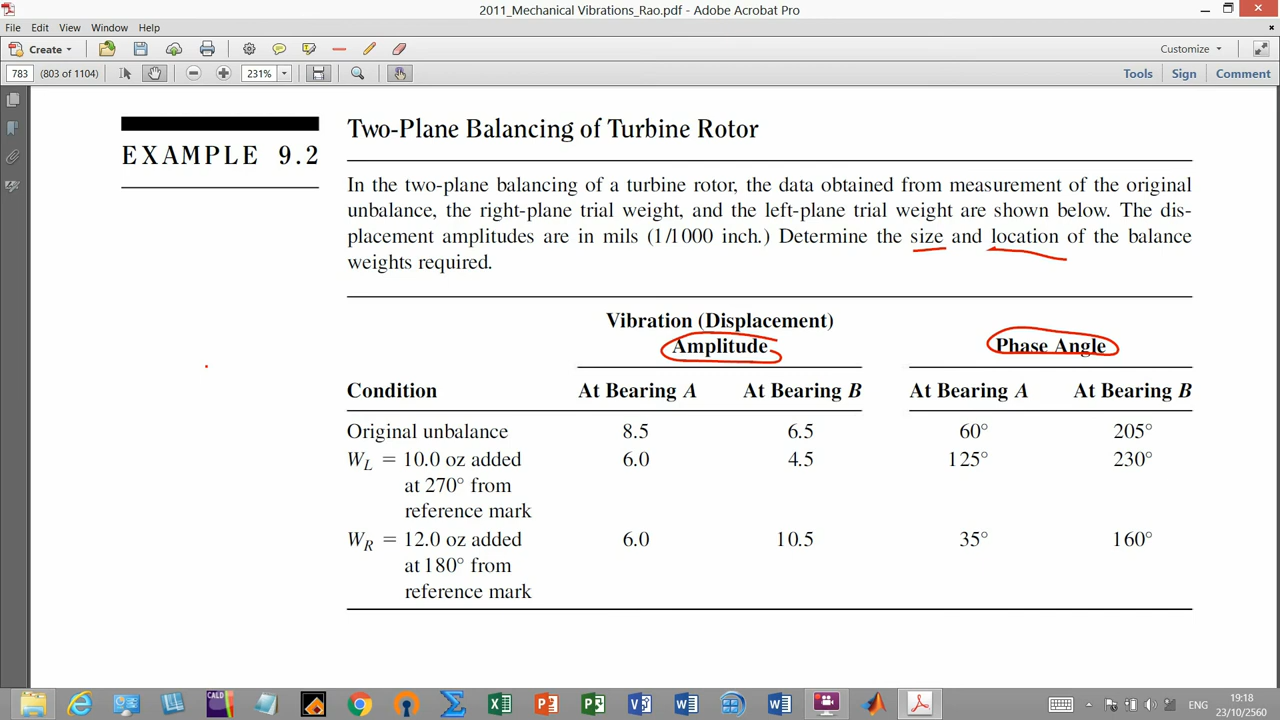 2011_Mechanical Vibrations_Rao.pdf - Adobe Acrobat Pro
File Edit View Window Help
Create Customize
783 (803 of 1104) 231% Tools Sign Comment
Two-Plane Balancing of Turbine Rotor
EXAMPLE 9.2
In the two-plane balancing of a turbine rotor, the data obtained from measurement of the original
unbalance, the right-plane trial weight, and the left-plane trial weight are shown below. The dis-
placement amplitudes are in mils (1/1000 inch.) Determine the size and location of the balance
weights required.
Vibration (Displacement)
Amplitude Phase Angle
Condition At Bearing A At Bearing B At Bearing A At Bearing B
Original unbalance 8.5 6.5 60° 205°
W_L = 10.0 oz added 6.0 4.5 125° 230°
at 270° from
reference mark
W_R = 12.0 oz added 6.0 10.5 35° 160°
at 180° from
reference mark
CALD
ENG
19:18
23/10/2560